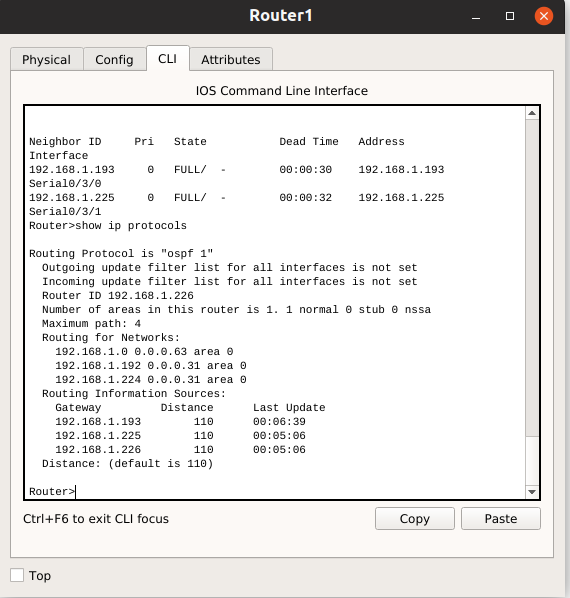 Router1
Physical Config CLI Attributes
IOS Command Line Interface
Neighbor ID     Pri   State           Dead Time   Address
Interface
192.168.1.193     0   FULL/  -        00:00:30    192.168.1.193
Serial0/3/0
192.168.1.225     0   FULL/  -        00:00:32    192.168.1.225
Serial0/3/1
Router>show ip protocols
Routing Protocol is "ospf 1"
  Outgoing update filter list for all interfaces is not set
  Incoming update filter list for all interfaces is not set
  Router ID 192.168.1.226
  Number of areas in this router is 1. 1 normal 0 stub 0 nssa
  Maximum path: 4
  Routing for Networks:
    192.168.1.0 0.0.0.63 area 0
    192.168.1.192 0.0.0.31 area 0
    192.168.1.224 0.0.0.31 area 0
  Routing Information Sources:
    Gateway         Distance      Last Update
    192.168.1.193        110      00:06:39
    192.168.1.225        110      00:05:06
    192.168.1.226        110      00:05:06
  Distance: (default is 110)
Router>
Ctrl+F6 to exit CLI focus Copy Paste
Top